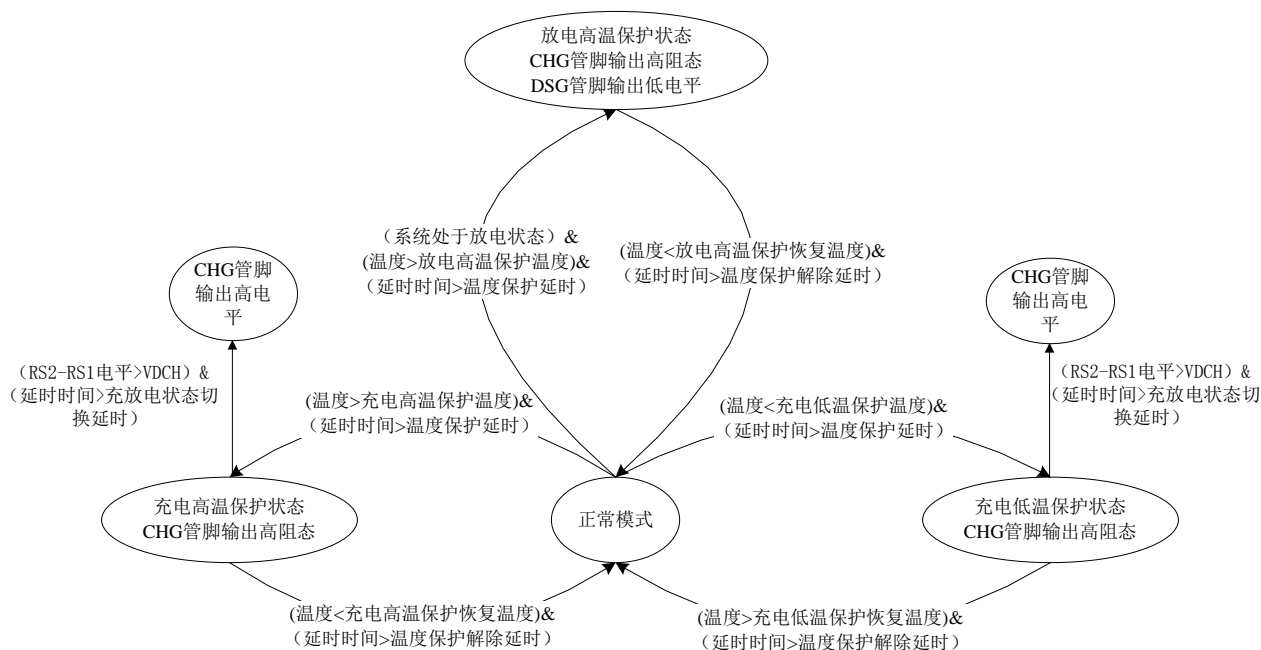 放电高温保护状态
CHG管脚输出高阻态
DSG管脚输出低电平
（系统处于放电状态）&
(温度>放电高温保护温度)&
（延时时间>温度保护延时）
(温度<放电高温保护恢复温度)&
（延时时间>温度保护解除延时）
CHG管脚
输出高电
平
CHG管脚
输出高电
平
（RS2-RS1电平>VDCH）&
（延时时间>充放电状态切
换延时）
(温度>充电高温保护温度)&
（延时时间>温度保护延时）
(温度<充电低温保护温度)&
（延时时间>温度保护延时）
（RS2-RS1电平>VDCH）&
（延时时间>充放电状态切
换延时）
充电高温保护状态
CHG管脚输出高阻态
正常模式
充电低温保护状态
CHG管脚输出高阻态
(温度<充电高温保护恢复温度)&
（延时时间>温度保护解除延时）
(温度>充电低温保护恢复温度)&
（延时时间>温度保护解除延时）